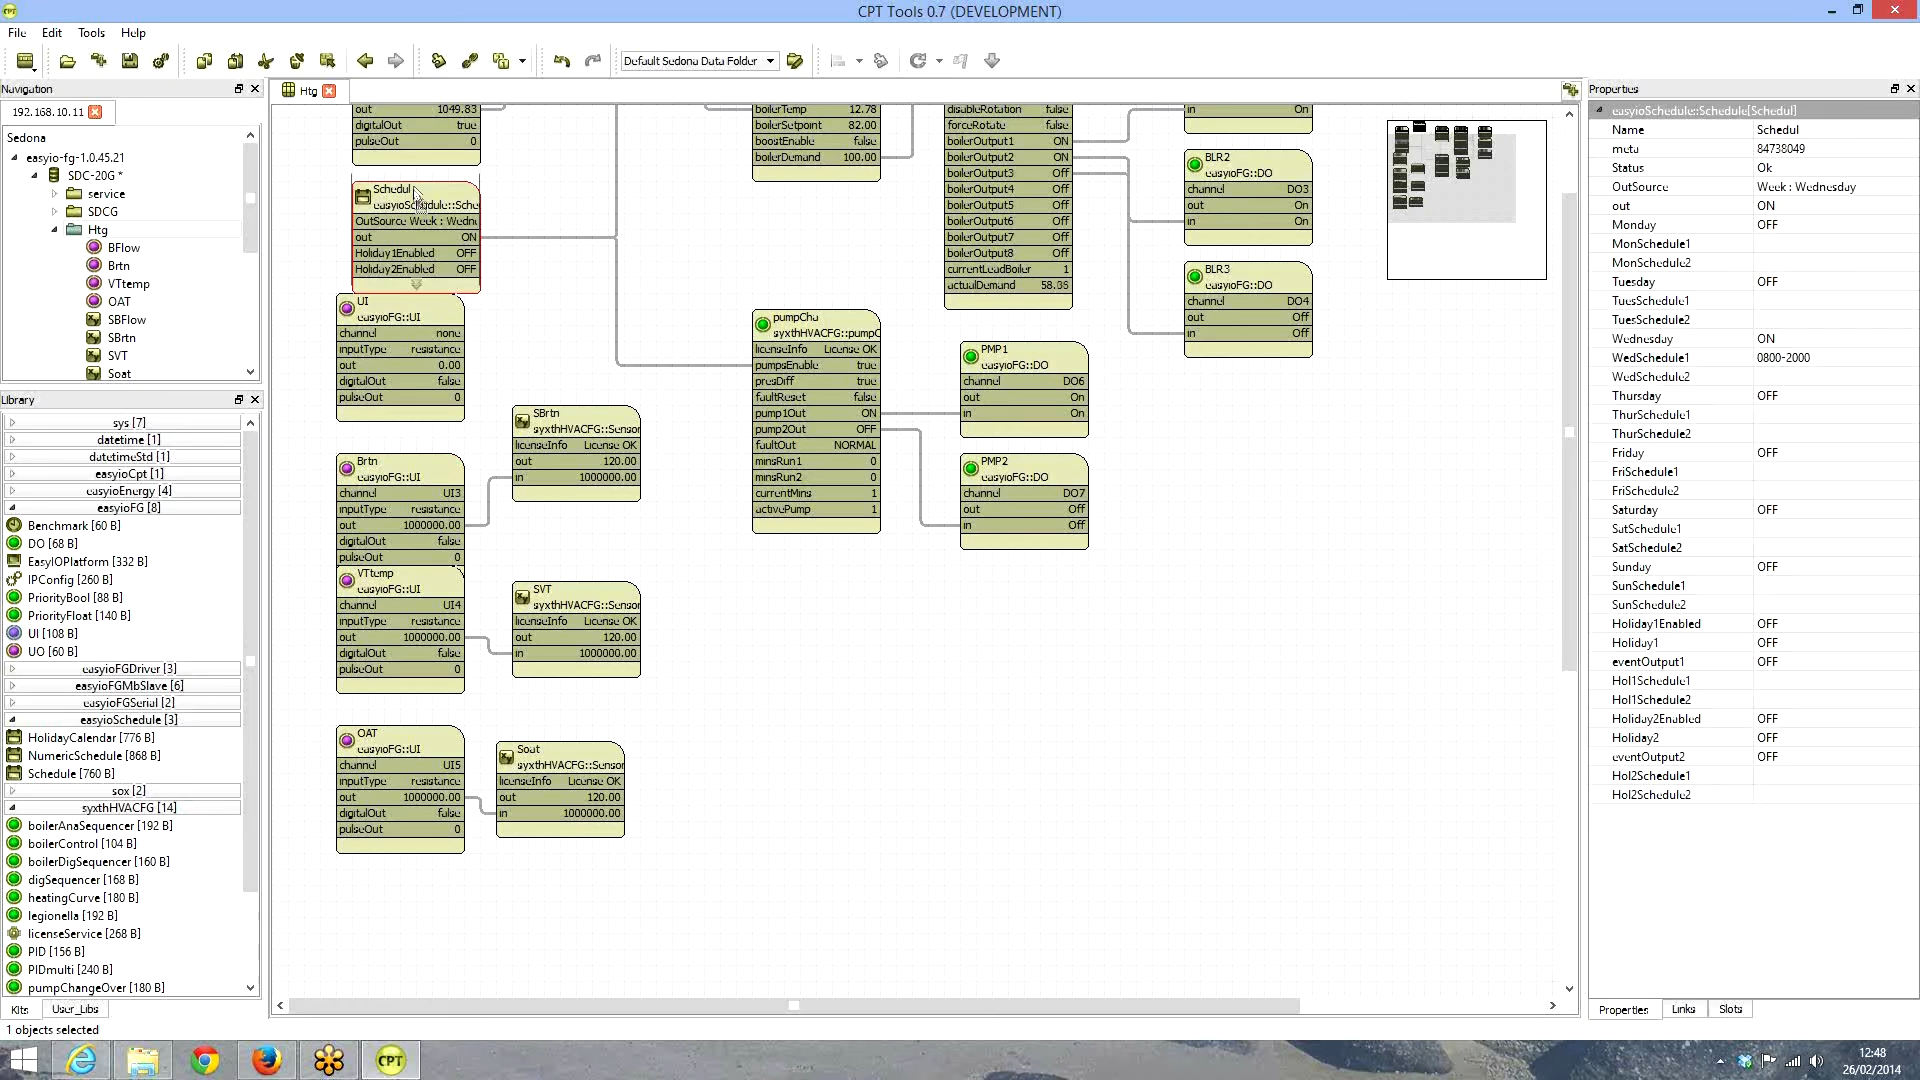 CPT Tools 0.7 (DEVELOPMENT)
File Edit Tools Help
Default Sedona Data Folder
Navigation
192.168.10.11
Sedona
easyio-fg-1.0.45.21
SDC-20G *
service
SDCG
Htg
BFlow
Brtn
VTtemp
OAT
SBFlow
SBrtn
SVT
Soat
Library
sys [7]
datetime [1]
datetimeStd [1]
easyioCpt [1]
easyioEnergy [4]
easyioFG [8]
Benchmark [60 B]
DO [68 B]
EasyIOPlatform [332 B]
IPConfig [260 B]
PriorityBool [88 B]
PriorityFloat [140 B]
UI [108 B]
UO [60 B]
easyioFGDriver [3]
easyioFGMbSlave [6]
easyioFGSerial [2]
easyioSchedule [3]
HolidayCalendar [776 B]
NumericSchedule [868 B]
Schedule [760 B]
sox [2]
syxthHVACFG [14]
boilerAnaSequencer [192 B]
boilerControl [104 B]
boilerDigSequencer [160 B]
digSequencer [168 B]
heatingCurve [180 B]
legionella [192 B]
licenseService [268 B]
PID [156 B]
PIDmulti [240 B]
pumpChangeOver [180 B]
Kits User_Libs
1 objects selected
Htg
out 1049.83
digitalOut true
pulseOut 0
Schedul
easyioSchedule::Sche
OutSource Week : Wedn
out ON
Holiday1Enabled OFF
Holiday2Enabled OFF
UI
easyioFG::UI
channel none
inputType resistance
out 0.00
digitalOut false
pulseOut 0
Brtn
easyioFG::UI
channel UI3
inputType resistance
out 1000000.00
digitalOut false
pulseOut 0
VTtemp
easyioFG::UI
channel UI4
inputType resistance
out 1000000.00
digitalOut false
pulseOut 0
OAT
easyioFG::UI
channel UI5
inputType resistance
out 1000000.00
digitalOut false
pulseOut 0
SBrtn
syxthHVACFG::Sensor
licenseInfo License OK
out 120.00
in 1000000.00
SVT
syxthHVACFG::Sensor
licenseInfo License OK
out 120.00
in 1000000.00
Soat
syxthHVACFG::Sensor
licenseInfo License OK
out 120.00
in 1000000.00
boilerTemp 12.78
boilerSetpoint 82.00
boostEnable false
boilerDemand 100.00
pumpCha
syxthHVACFG::pumpC
licenseInfo License OK
pumpsEnable true
presDiff true
faultReset false
pump1Out ON
pump2Out OFF
faultOut NORMAL
minsRun1 0
minsRun2 0
currentMins 1
activePump 1
disableRotation false
forceRotate false
boilerOutput1 ON
boilerOutput2 ON
boilerOutput3 Off
boilerOutput4 Off
boilerOutput5 Off
boilerOutput6 Off
boilerOutput7 Off
boilerOutput8 Off
currentLeadBoiler 1
actualDemand 58.36
PMP1
easyioFG::DO
channel DO6
out On
in On
PMP2
easyioFG::DO
channel DO7
out Off
in Off
in On
BLR2
easyioFG::DO
channel DO3
out On
in On
BLR3
easyioFG::DO
channel DO4
out Off
in Off
Properties
easyioSchedule::Schedule[Schedul]
Name Schedul
meta 84738049
Status Ok
OutSource Week : Wednesday
out ON
Monday OFF
MonSchedule1
MonSchedule2
Tuesday OFF
TuesSchedule1
TuesSchedule2
Wednesday ON
WedSchedule1 0800-2000
WedSchedule2
Thursday OFF
ThurSchedule1
ThurSchedule2
Friday OFF
FriSchedule1
FriSchedule2
Saturday OFF
SatSchedule1
SatSchedule2
Sunday OFF
SunSchedule1
SunSchedule2
Holiday1Enabled OFF
Holiday1 OFF
eventOutput1 OFF
Hol1Schedule1
Hol1Schedule2
Holiday2Enabled OFF
Holiday2 OFF
eventOutput2 OFF
Hol2Schedule1
Hol2Schedule2
Properties Links Slots
CPT
12:48
26/02/2014